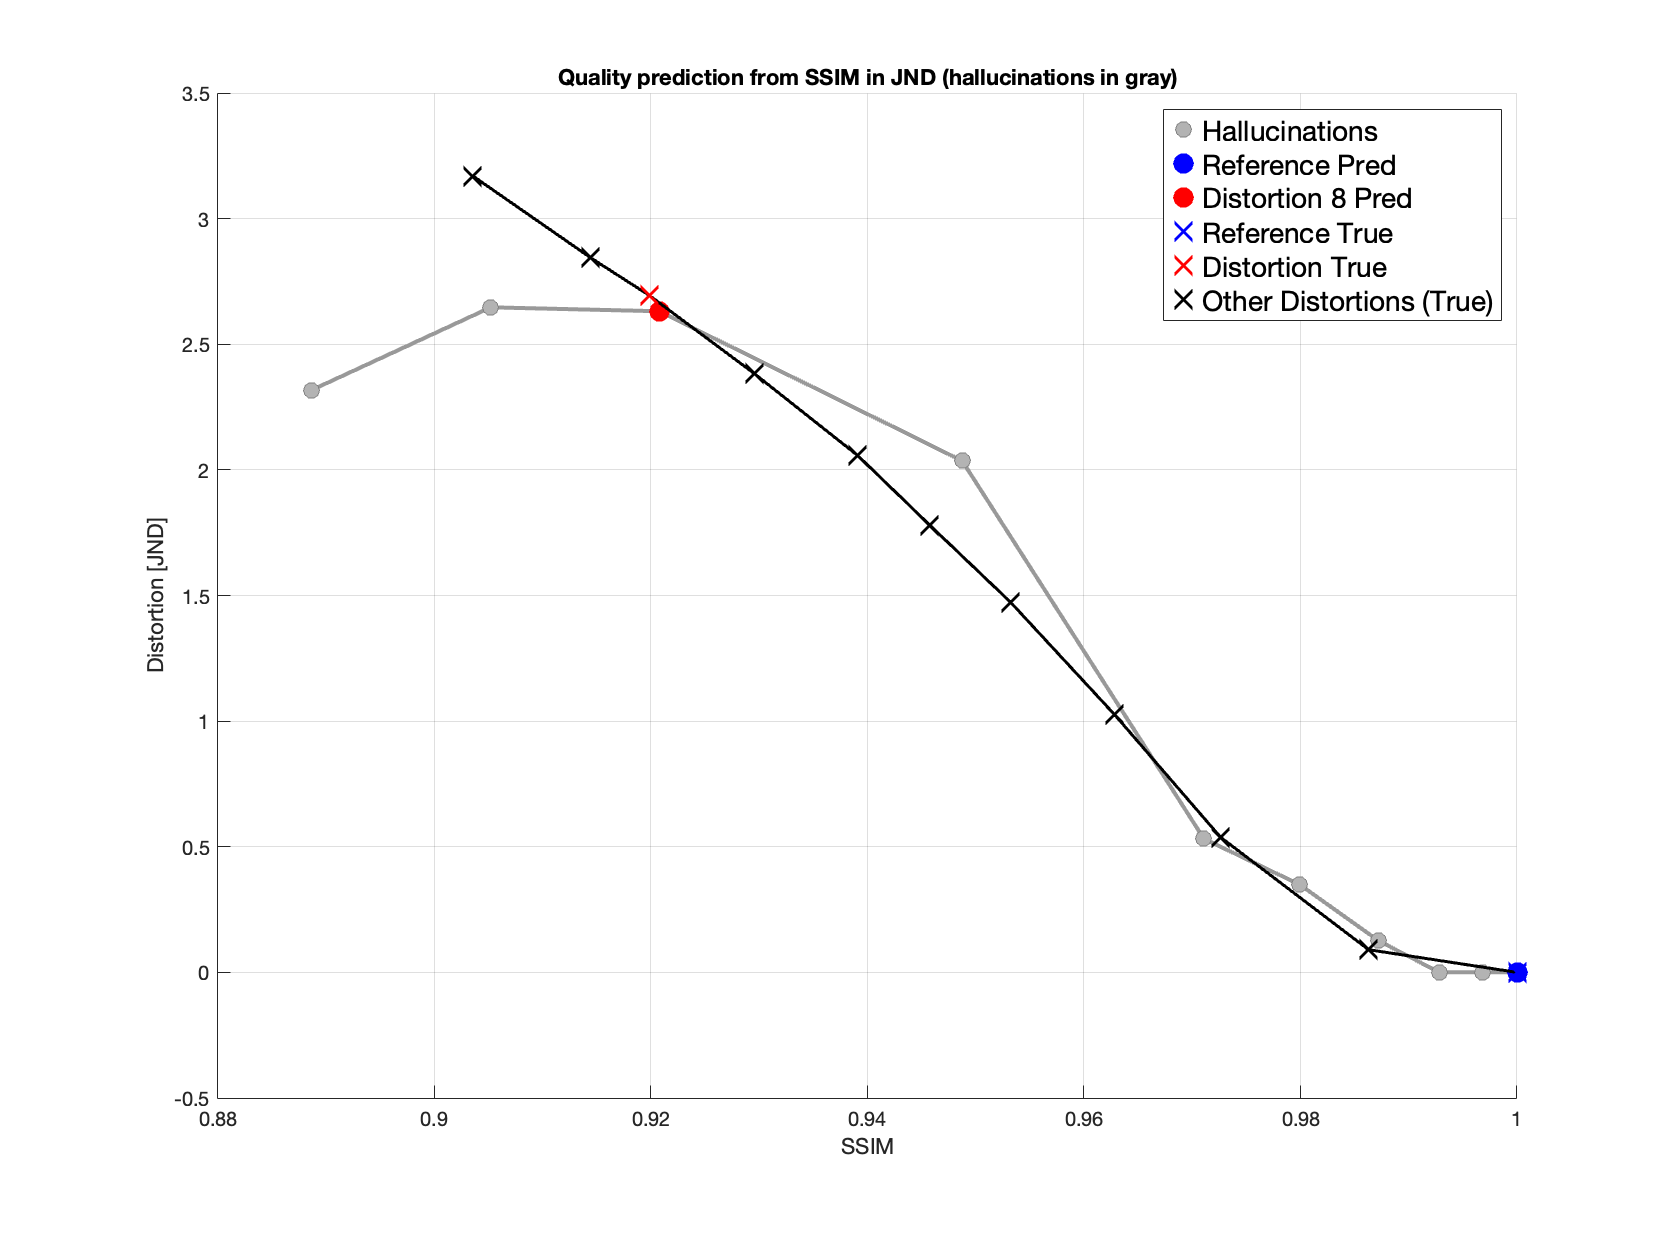 Quality prediction from SSIM in JND (hallucinations in gray)
3.5
3
2.5
2
1.5
1
0.5
0
-0.5
Distortion [JND]
Hallucinations
Reference Pred
Distortion 8 Pred
Reference True
Distortion True
Other Distortions (True)
0.88 0.9 0.92 0.94 0.96 0.98 1
SSIM